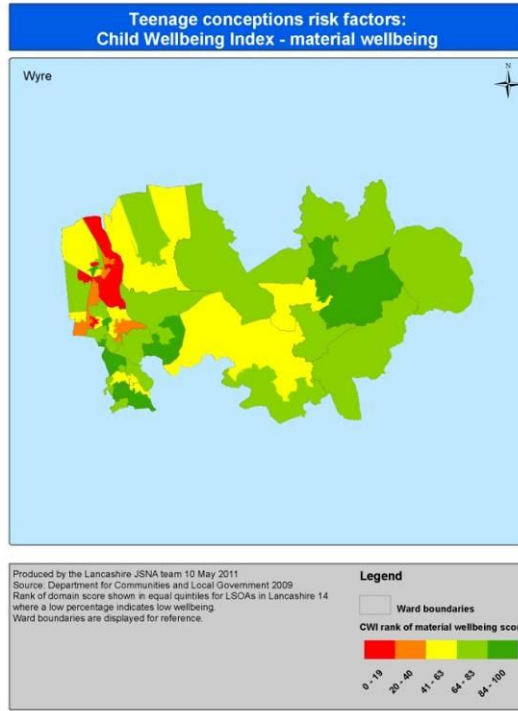 Teenage conceptions risk factors:
Child Wellbeing Index - material wellbeing
Wyre
N
Produced by the Lancashire JSNA team 10 May 2011
Source: Department for Communities and Local Government 2009
Rank of domain score shown in equal quintiles for LSOAs in Lancashire 14
where a low percentage indicates low wellbeing.
Ward boundaries are displayed for reference.
Legend
Ward boundaries
CWI rank of material wellbeing score
0 - 19
20 - 40
41 - 63
64 - 83
84 - 100